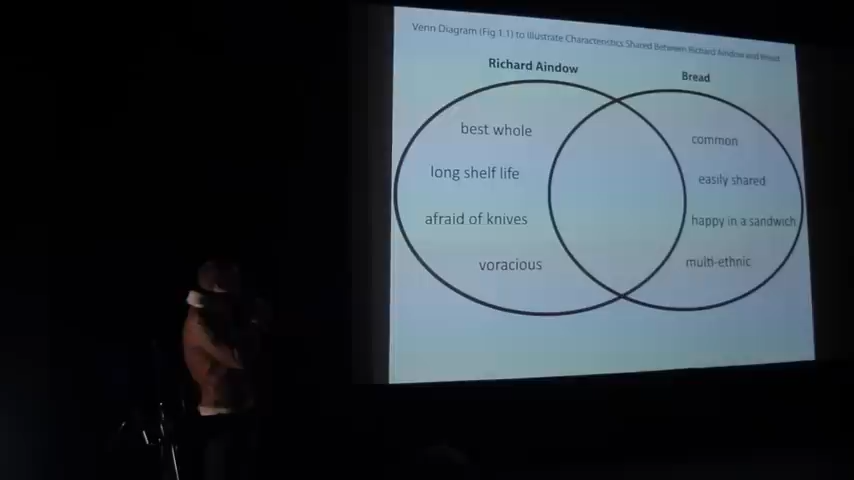 Venn Diagram (Fig 1.1) to Illustrate Characteristics Shared Between Richard Aindow and Bread
Richard Aindow
Bread
best whole
common
long shelf life
easily shared
afraid of knives
happy in a sandwich
voracious
multi-ethnic